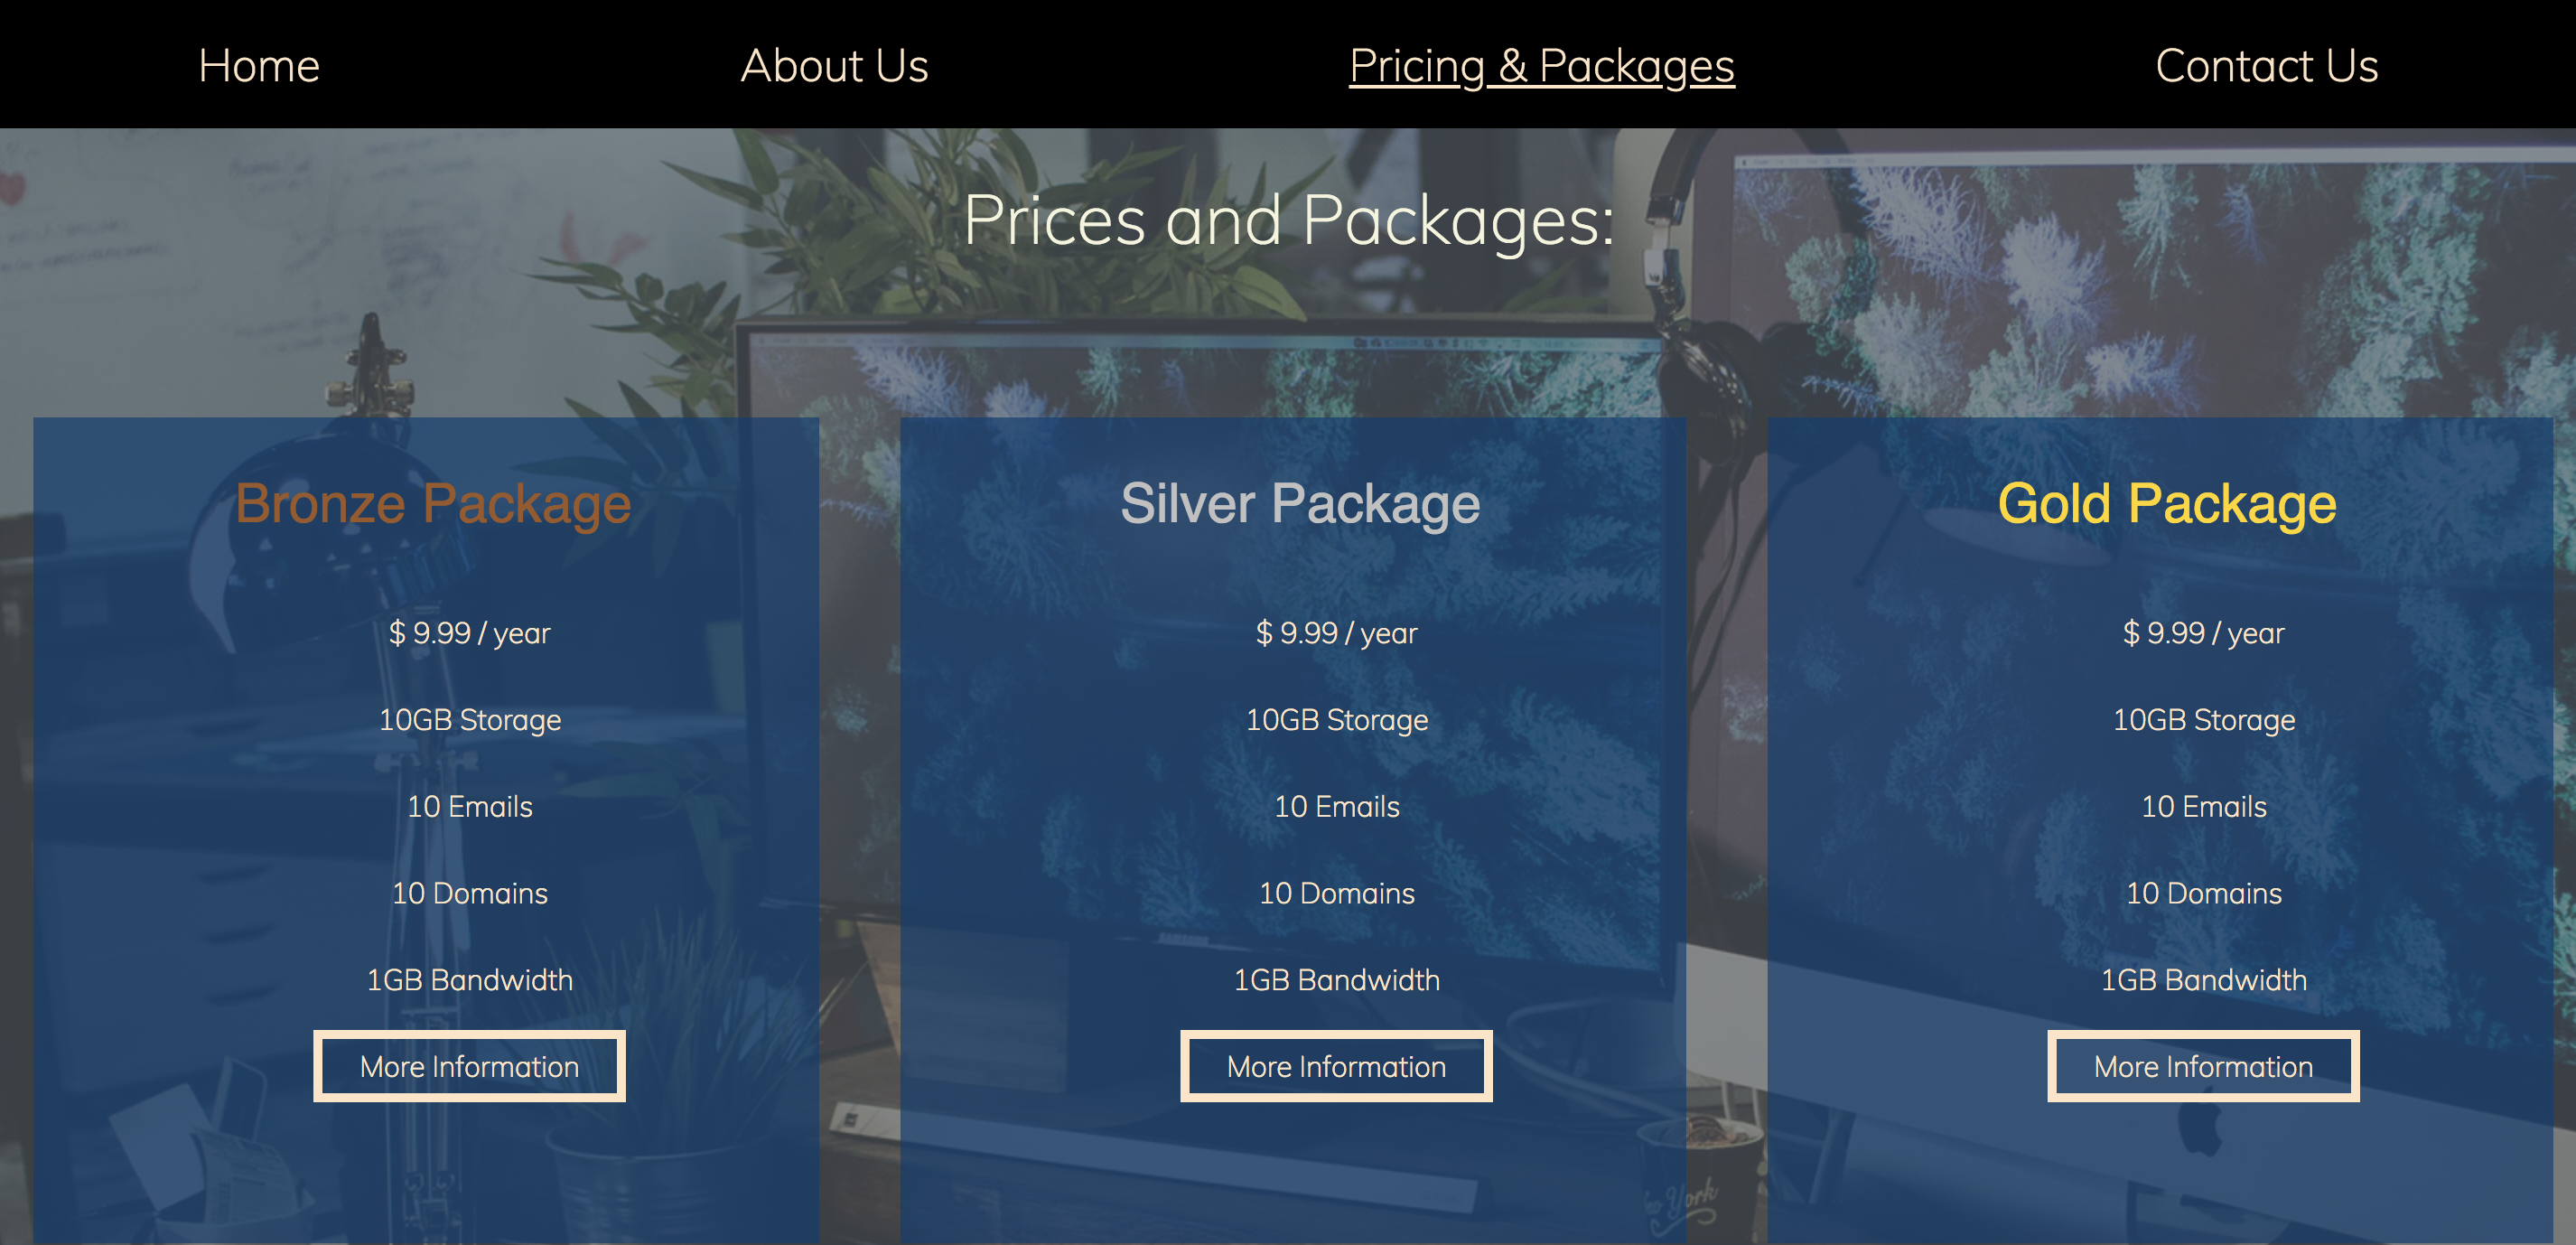 Home
About Us
Pricing & Packages
Contact Us
Prices and Packages:
Bronze Package
$ 9.99 / year
10GB Storage
10 Emails
10 Domains
1GB Bandwidth
More Information
Silver Package
$ 9.99 / year
10GB Storage
10 Emails
10 Domains
1GB Bandwidth
More Information
Gold Package
$ 9.99 / year
10GB Storage
10 Emails
10 Domains
1GB Bandwidth
More Information
York